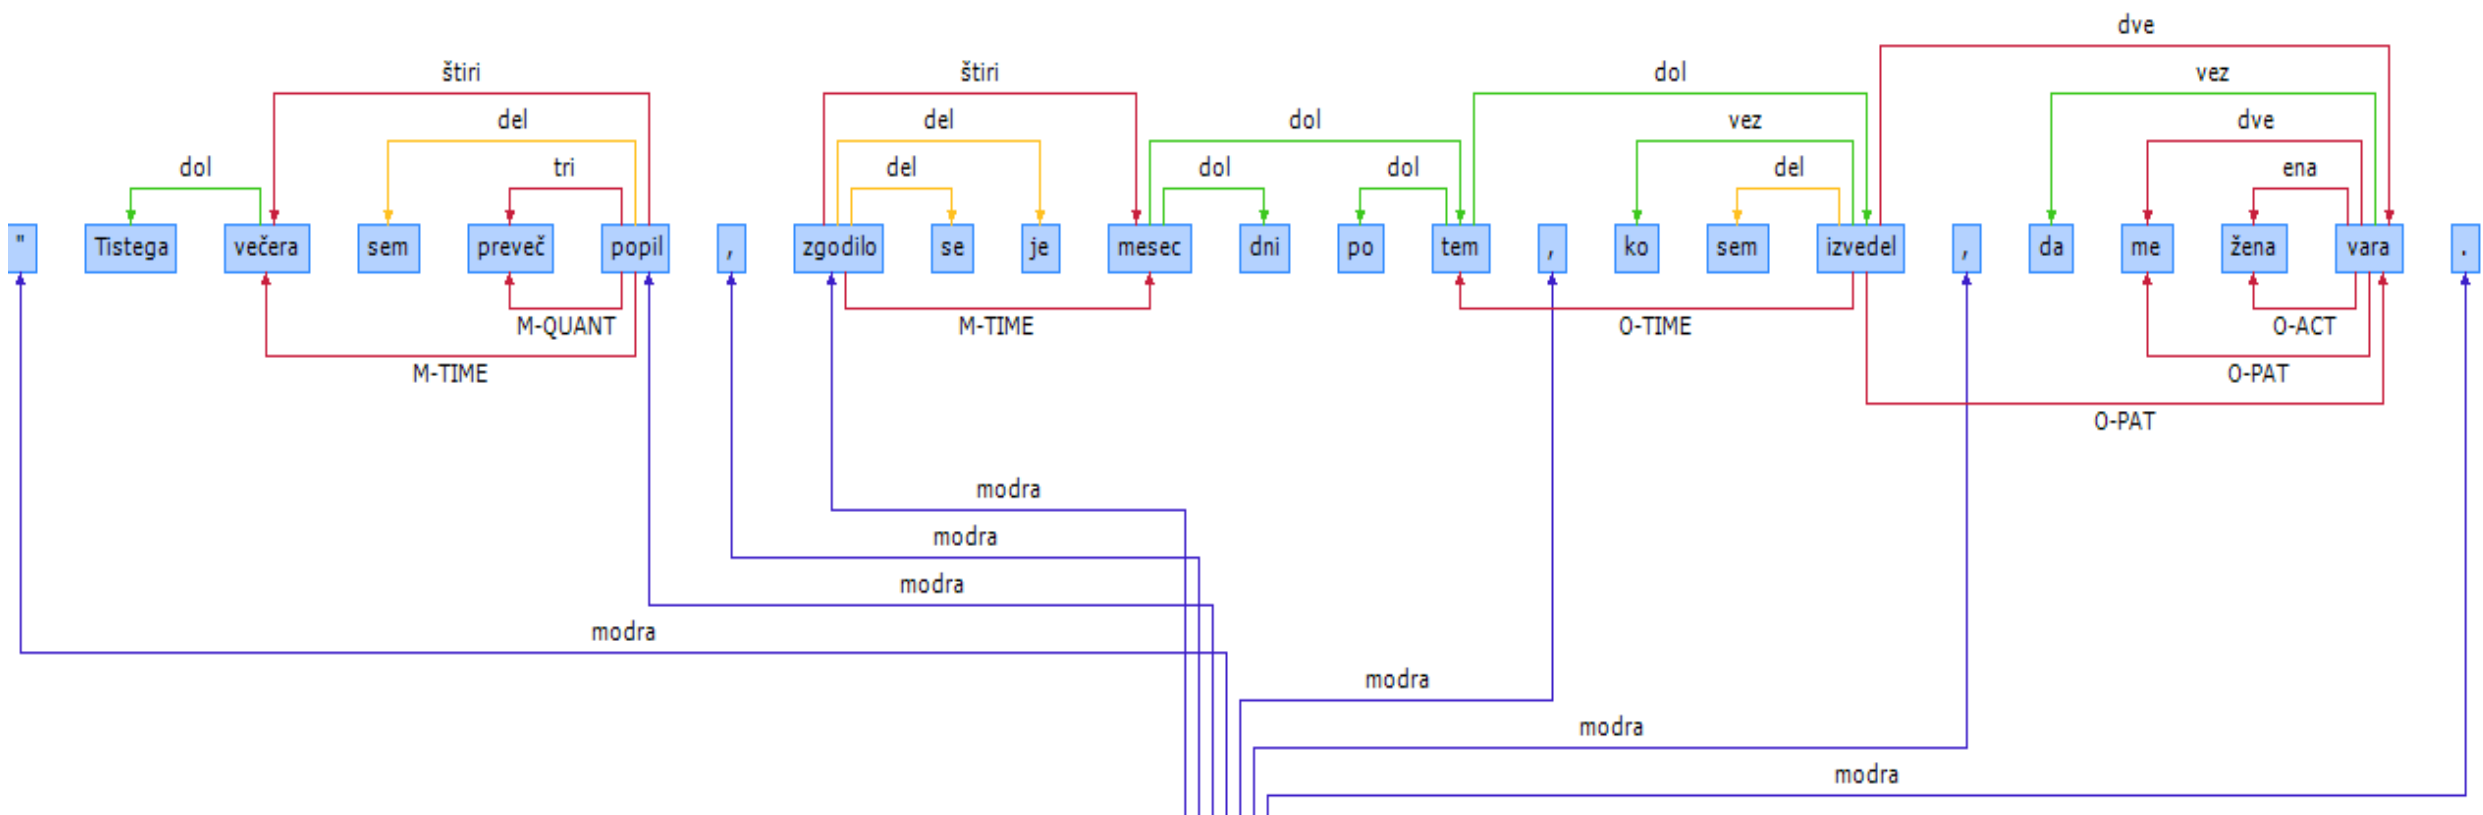 dve
štiri štiri dol vez
del del dol vez dve
dol tri del dol dol del ena
" Tistega večera sem preveč popil , zgodilo se je mesec dni po tem , ko sem izvedel , da me žena vara .
M-QUANT M-TIME O-TIME O-ACT
M-TIME O-PAT
O-PAT
modra
modra
modra
modra
modra
modra
modra